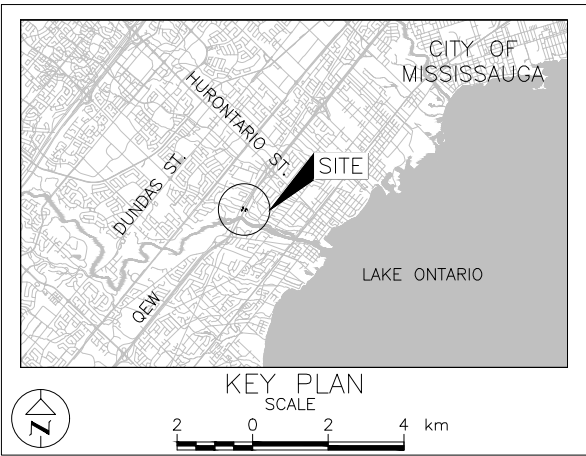 CITY OF
MISSISSAUGA
HURONTARIO ST.
SITE
DUNDAS ST.
LAKE ONTARIO
QEW
KEY PLAN
SCALE
N
2 0 2 4 km